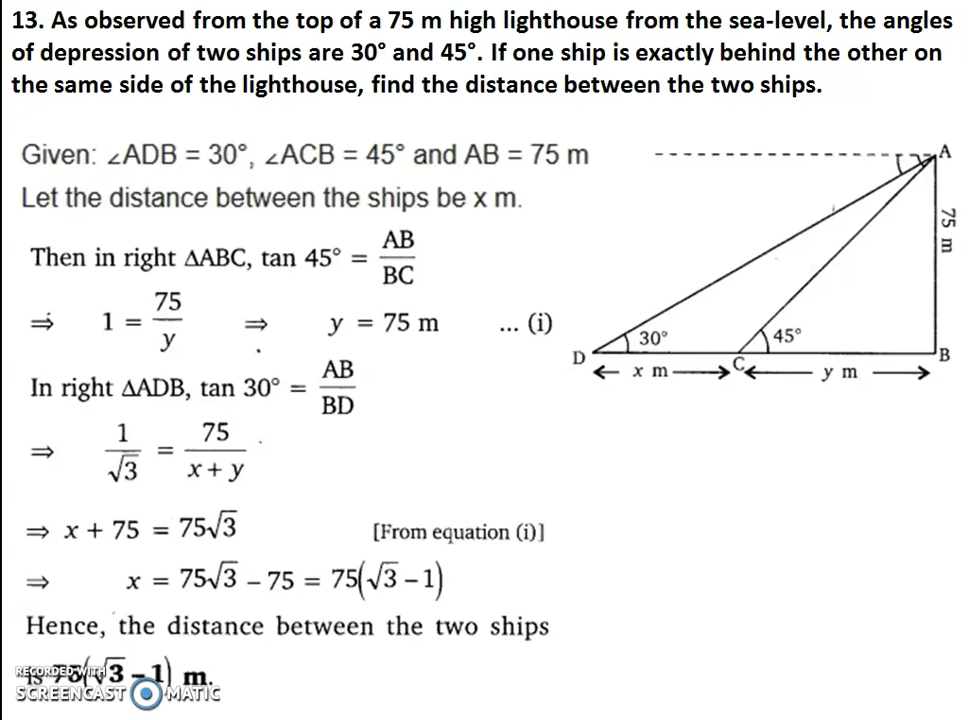 13. As observed from the top of a 75 m high lighthouse from the sea-level, the angles
of depression of two ships are 30° and 45°. If one ship is exactly behind the other on
the same side of the lighthouse, find the distance between the two ships.
Given: ∠ADB = 30°, ∠ACB = 45° and AB = 75 m
Let the distance between the ships be x m.
Then in right ΔABC, tan 45° = AB/BC
⇒ 1 = 75/y ⇒ y = 75 m ... (i)
In right ΔADB, tan 30° = AB/BD
⇒ 1/√3 = 75/x + y
⇒ x + 75 = 75√3 [From equation (i)]
⇒ x = 75√3 – 75 = 75(√3 – 1)
Hence, the distance between the two ships
is 75(√3 – 1) m.
A
75 m
30°
45°
D
C
B
x m
y m
RECORDED WITH
SCREENCAST MATIC